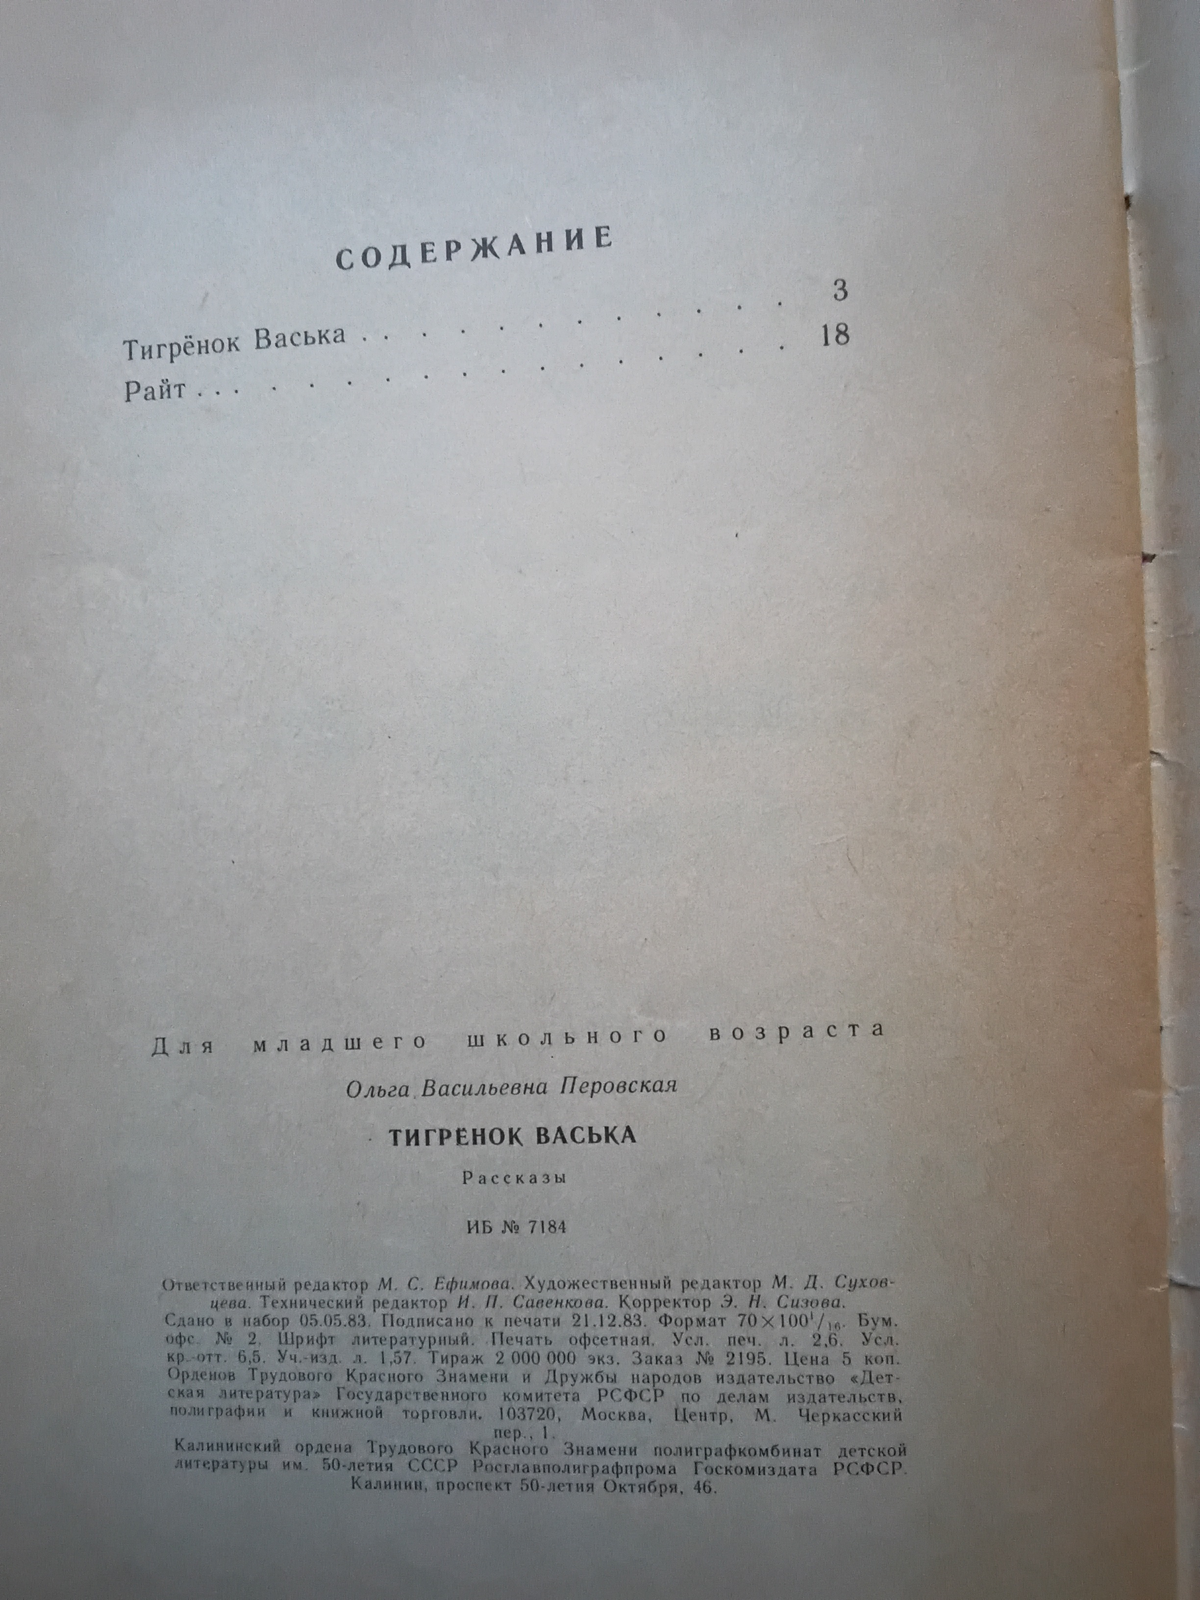 СОДЕРЖАНИЕ
Тигрёнок Васька . . . . . . . . . . . . 3
Райт . . . . . . . . . . . . . . . . . 18
Для младшего школьного возраста
Ольга Васильевна Перовская
ТИГРЁНОК ВАСЬКА
Рассказы
ИБ № 7184
Ответственный редактор М. С. Ефимова. Художественный редактор М. Д. Сухов-
цева. Технический редактор И. П. Савенкова. Корректор Э. Н. Сизова.
Сдано в набор 05.05.83. Подписано к печати 21.12.83. Формат 70×100¹/₁₆. Бум.
офс. № 2. Шрифт литературный. Печать офсетная. Усл. печ. л. 2,6. Усл.
кр.-отт. 6,5. Уч.-изд. л. 1,57. Тираж 2 000 000 экз. Заказ № 2195. Цена 5 коп.
Орденов Трудового Красного Знамени и Дружбы народов издательство «Дет-
ская литература» Государственного комитета РСФСР по делам издательств,
полиграфии и книжной торговли. 103720, Москва, Центр, М. Черкасский
пер., 1.
Калининский ордена Трудового Красного Знамени полиграфкомбинат детской
литературы им. 50-летия СССР Росглавполиграфпрома Госкомиздата РСФСР.
Калинин, проспект 50-летия Октября, 46.